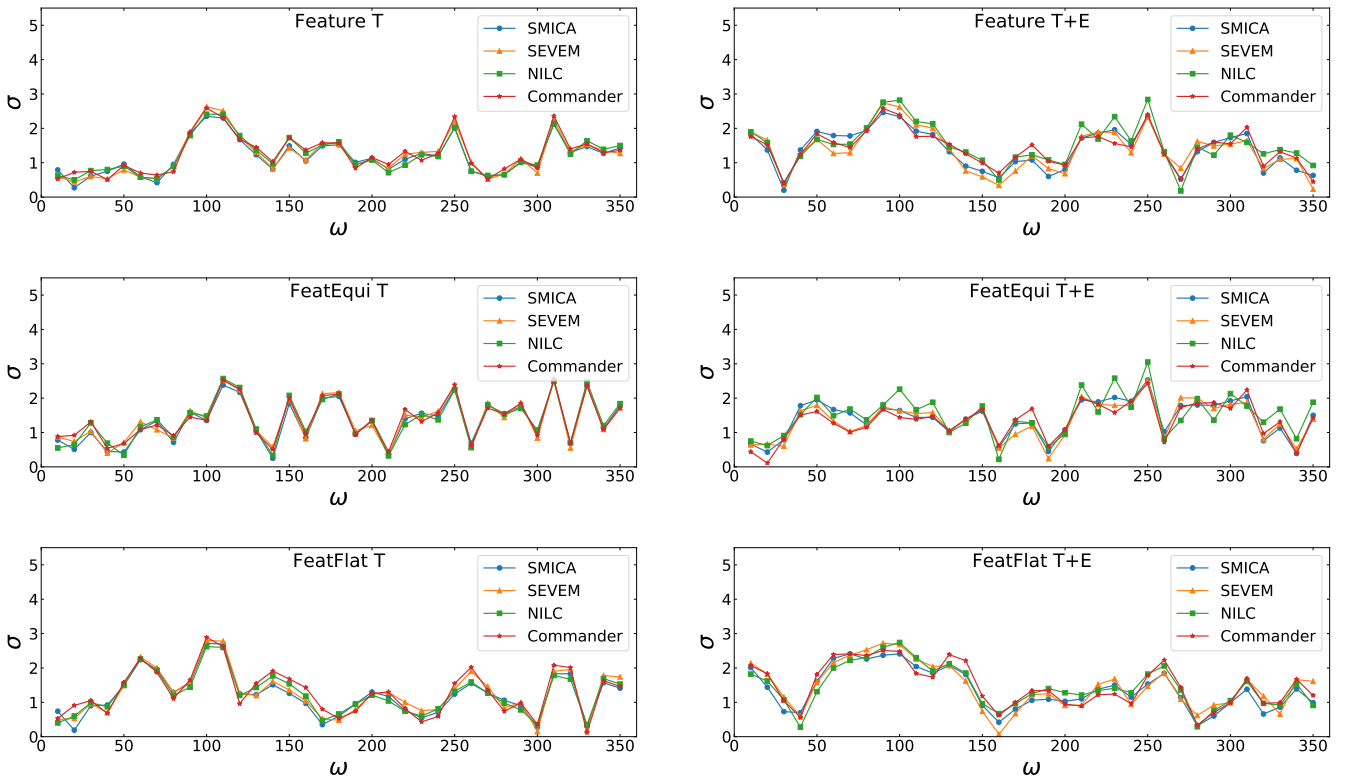 Feature T
SMICA
SEVEM
NILC
Commander
σ
5
4
3
2
1
0
0 50 100 150 200 250 300 350
ω
Feature T+E
SMICA
SEVEM
NILC
Commander
σ
5
4
3
2
1
0
0 50 100 150 200 250 300 350
ω
FeatEqui T
SMICA
SEVEM
NILC
Commander
σ
5
4
3
2
1
0
0 50 100 150 200 250 300 350
ω
FeatEqui T+E
SMICA
SEVEM
NILC
Commander
σ
5
4
3
2
1
0
0 50 100 150 200 250 300 350
ω
FeatFlat T
SMICA
SEVEM
NILC
Commander
σ
5
4
3
2
1
0
0 50 100 150 200 250 300 350
ω
FeatFlat T+E
SMICA
SEVEM
NILC
Commander
σ
5
4
3
2
1
0
0 50 100 150 200 250 300 350
ω